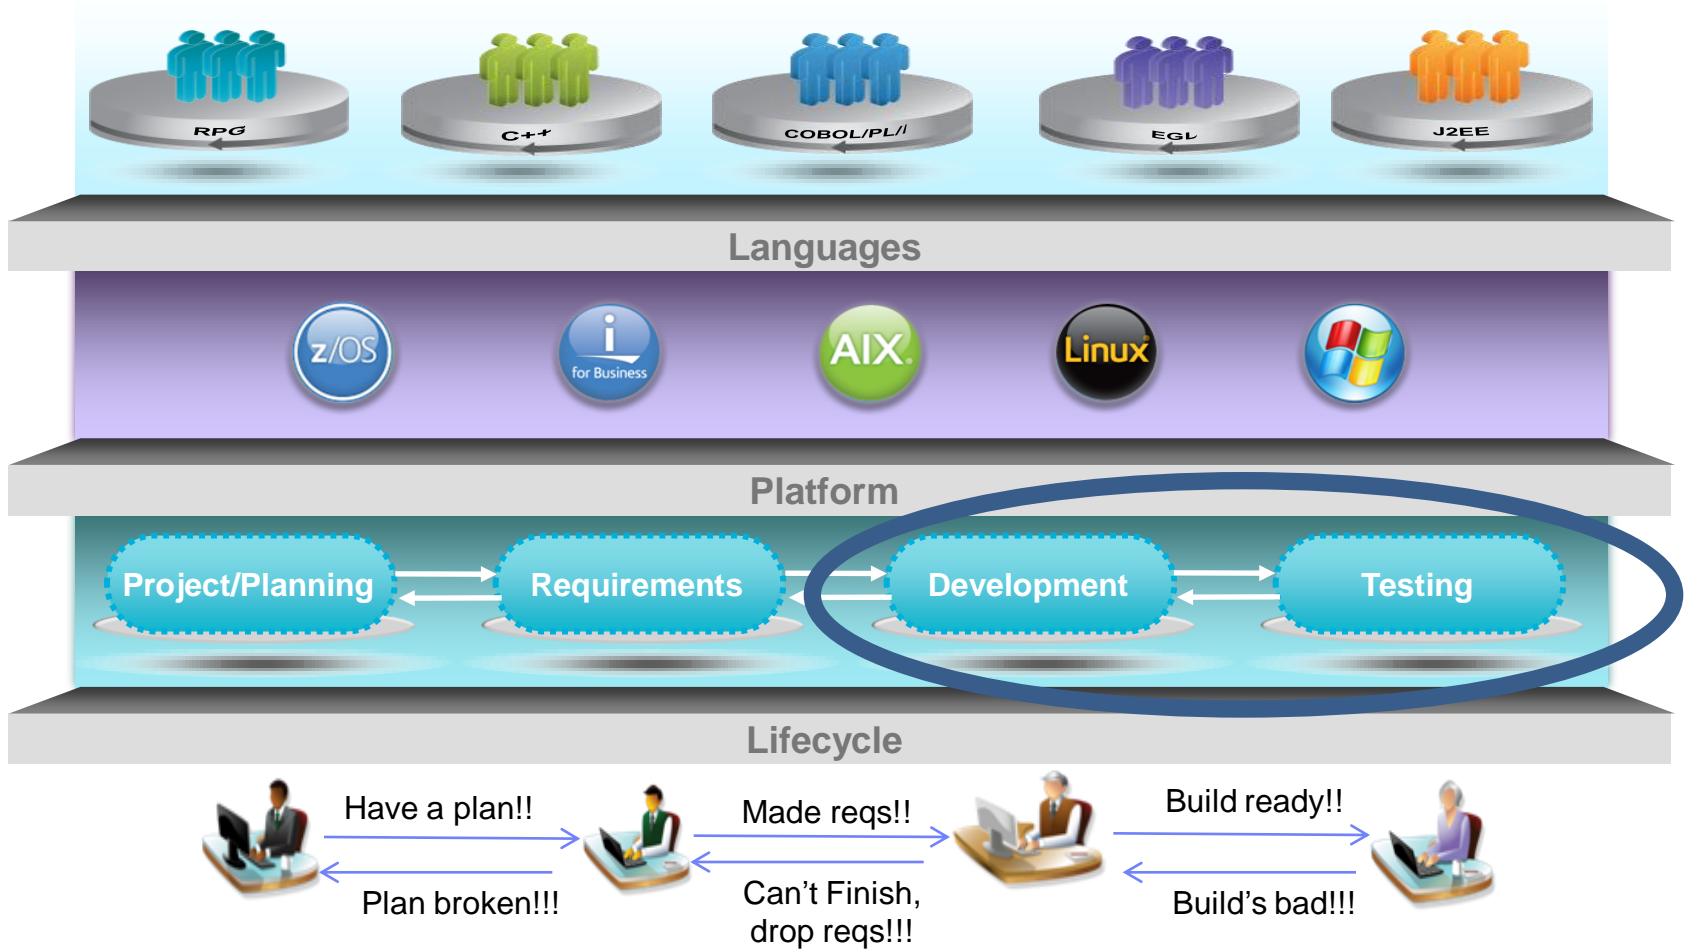 RPG
C++
COBOL/PL/I
EGL
J2EE
Languages
z/OS
i
for Business
AIX
Linux
Platform
Project/Planning
Requirements
Development
Testing
Lifecycle
Have a plan!!
Made reqs!!
Build ready!!
Plan broken!!!
Can’t Finish,
drop reqs!!!
Build's bad!!!